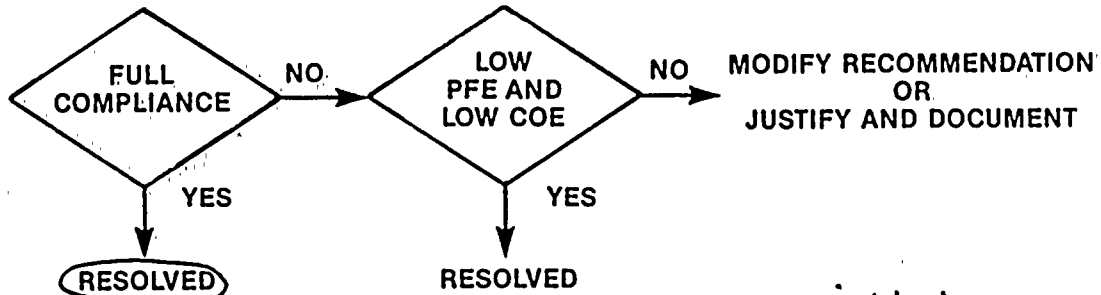 FULL
COMPLIANCE
NO
LOW
PFE AND
LOW COE
NO
MODIFY RECOMMENDATION
OR
JUSTIFY AND DOCUMENT
YES
YES
RESOLVED
RESOLVED